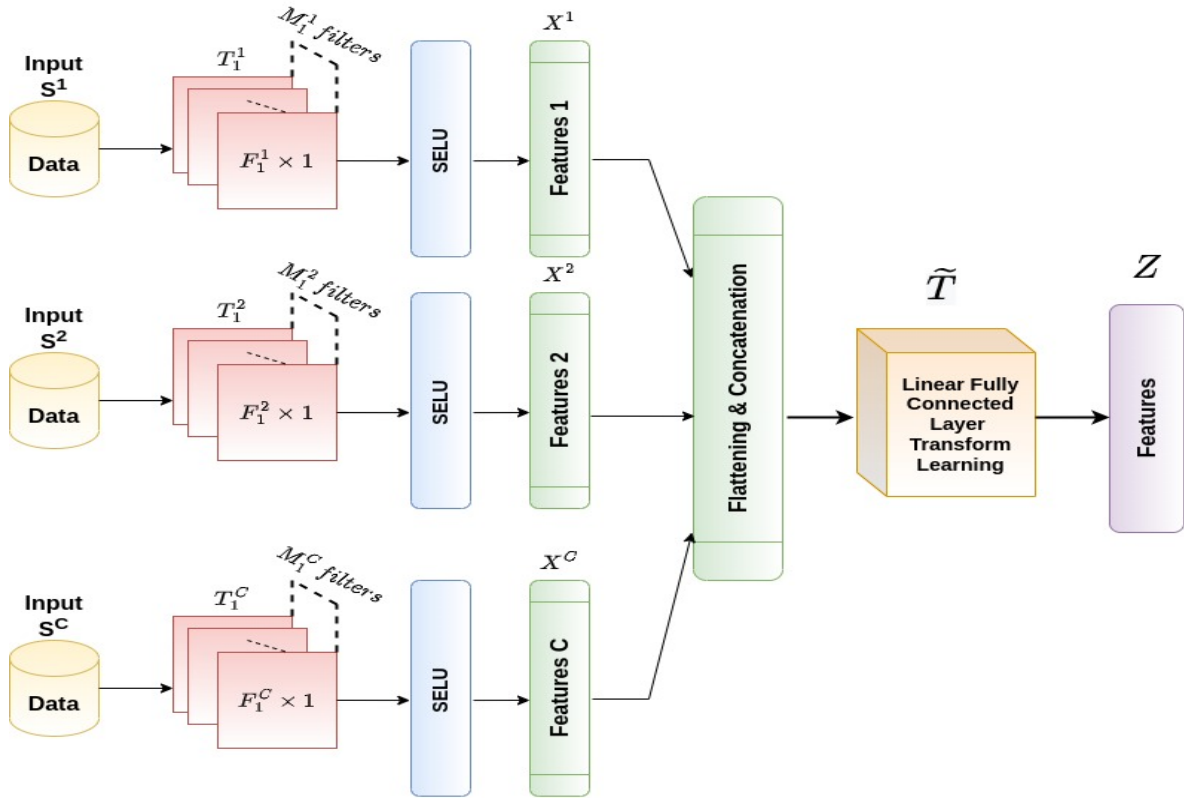 Input
S¹
Data
T₁¹
M₁¹ filters
F₁¹ × 1
SELU
X¹
Features 1
Input
S²
Data
T₁²
M₁² filters
F₁² × 1
SELU
X²
Features 2
Input
Sᶜ
Data
T₁ᶜ
M₁ᶜ filters
F₁ᶜ × 1
SELU
Xᶜ
Features C
Flattening & Concatenation
T̃
Linear Fully
Connected
Layer
Transform
Learning
Z
Features